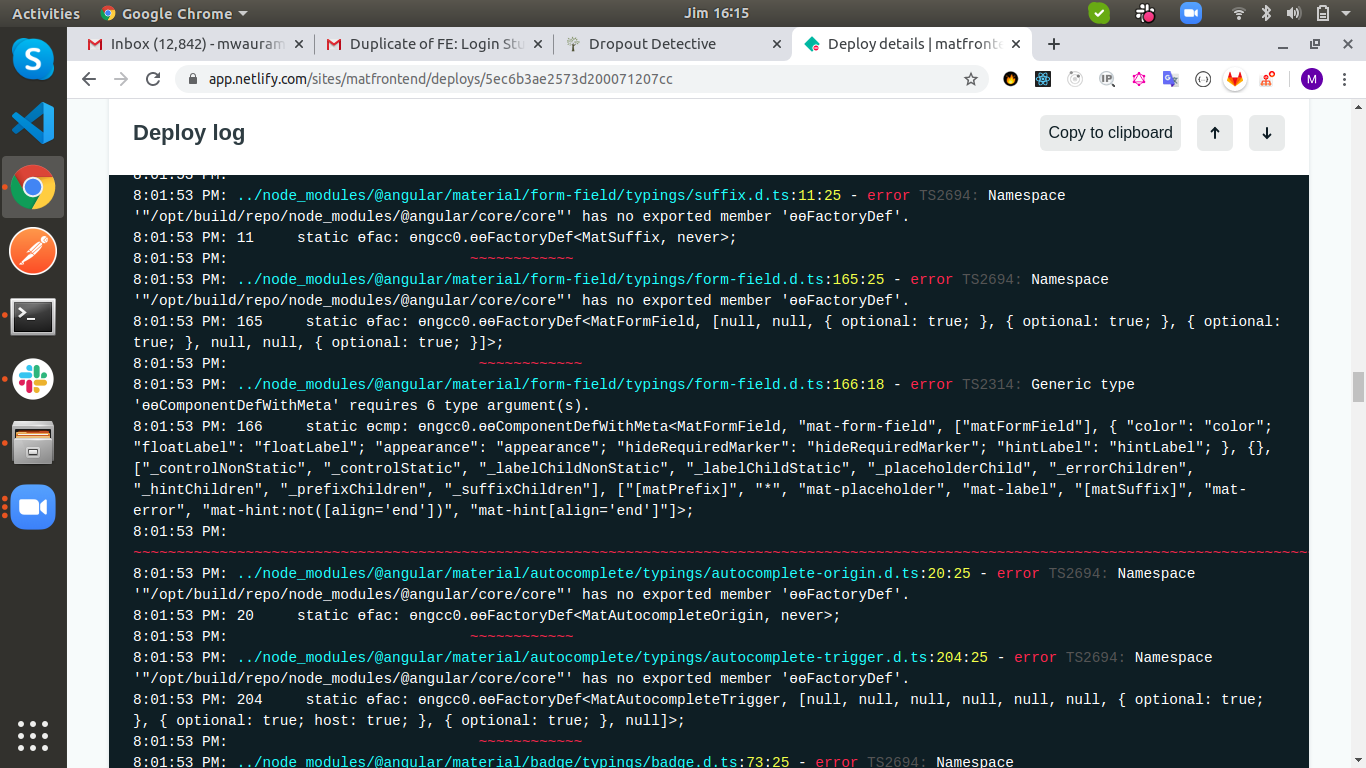 Activities
Google Chrome
Jim 16:15
Inbox (12,842) - mwauram
Duplicate of FE: Login Stu
Dropout Detective
Deploy details | matfronte
app.netlify.com/sites/matfrontend/deploys/5ec6b3ae2573d200071207cc
IP
M
Deploy log
Copy to clipboard
8:01:53 PM:
8:01:53 PM: ../node_modules/@angular/material/form-field/typings/suffix.d.ts:11:25 - error TS2694: Namespace
'"/opt/build/repo/node_modules/@angular/core/core"' has no exported member 'ɵɵFactoryDef'.
8:01:53 PM: 11     static ɵfac: ɵngcc0.ɵɵFactoryDef<MatSuffix, never>;
8:01:53 PM:                            ~~~~~~~~~~~~
8:01:53 PM: ../node_modules/@angular/material/form-field/typings/form-field.d.ts:165:25 - error TS2694: Namespace
'"/opt/build/repo/node_modules/@angular/core/core"' has no exported member 'ɵɵFactoryDef'.
8:01:53 PM: 165     static ɵfac: ɵngcc0.ɵɵFactoryDef<MatFormField, [null, null, { optional: true; }, { optional: true; }, { optional:
true; }, null, null, { optional: true; }]>;
8:01:53 PM:                             ~~~~~~~~~~~~
8:01:53 PM: ../node_modules/@angular/material/form-field/typings/form-field.d.ts:166:18 - error TS2314: Generic type
'ɵɵComponentDefWithMeta' requires 6 type argument(s).
8:01:53 PM: 166     static ɵcmp: ɵngcc0.ɵɵComponentDefWithMeta<MatFormField, "mat-form-field", ["matFormField"], { "color": "color";
"floatLabel": "floatLabel"; "appearance": "appearance"; "hideRequiredMarker": "hideRequiredMarker"; "hintLabel": "hintLabel"; }, {},
["_controlNonStatic", "_controlStatic", "_labelChildNonStatic", "_labelChildStatic", "_placeholderChild", "_errorChildren",
"_hintChildren", "_prefixChildren", "_suffixChildren"], ["[matPrefix]", "*", "mat-placeholder", "mat-label", "[matSuffix]", "mat-
error", "mat-hint:not([align='end'])", "mat-hint[align='end']"]>;
8:01:53 PM:
~~~~~~~~~~~~~~~~~~~~~~~~~~~~~~~~~~~~~~~~~~~~~~~~~~~~~~~~~~~~~~~~~~~~~~~~~~~~~~~~~~~~~~~~~~~~~~~~~~~~~~~~~~~~~~~~~~~~~~~~~~~~~~~~~~~~~~~~
8:01:53 PM: ../node_modules/@angular/material/autocomplete/typings/autocomplete-origin.d.ts:20:25 - error TS2694: Namespace
'"/opt/build/repo/node_modules/@angular/core/core"' has no exported member 'ɵɵFactoryDef'.
8:01:53 PM: 20     static ɵfac: ɵngcc0.ɵɵFactoryDef<MatAutocompleteOrigin, never>;
8:01:53 PM:                            ~~~~~~~~~~~~
8:01:53 PM: ../node_modules/@angular/material/autocomplete/typings/autocomplete-trigger.d.ts:204:25 - error TS2694: Namespace
'"/opt/build/repo/node_modules/@angular/core/core"' has no exported member 'ɵɵFactoryDef'.
8:01:53 PM: 204     static ɵfac: ɵngcc0.ɵɵFactoryDef<MatAutocompleteTrigger, [null, null, null, null, null, null, { optional: true;
}, { optional: true; host: true; }, { optional: true; }, null]>;
8:01:53 PM:                             ~~~~~~~~~~~~
8:01:53 PM: ../node_modules/@angular/material/badge/typings/badge.d.ts:73:25 - error TS2694: Namespace